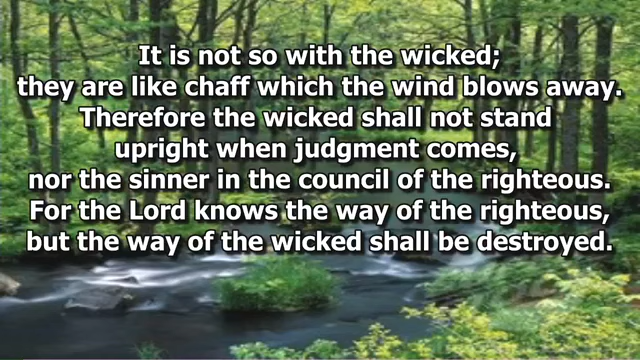 It is not so with the wicked;
they are like chaff which the wind blows away.
Therefore the wicked shall not stand
upright when judgment comes,
nor the sinner in the council of the righteous.
For the Lord knows the way of the righteous,
but the way of the wicked shall be destroyed.